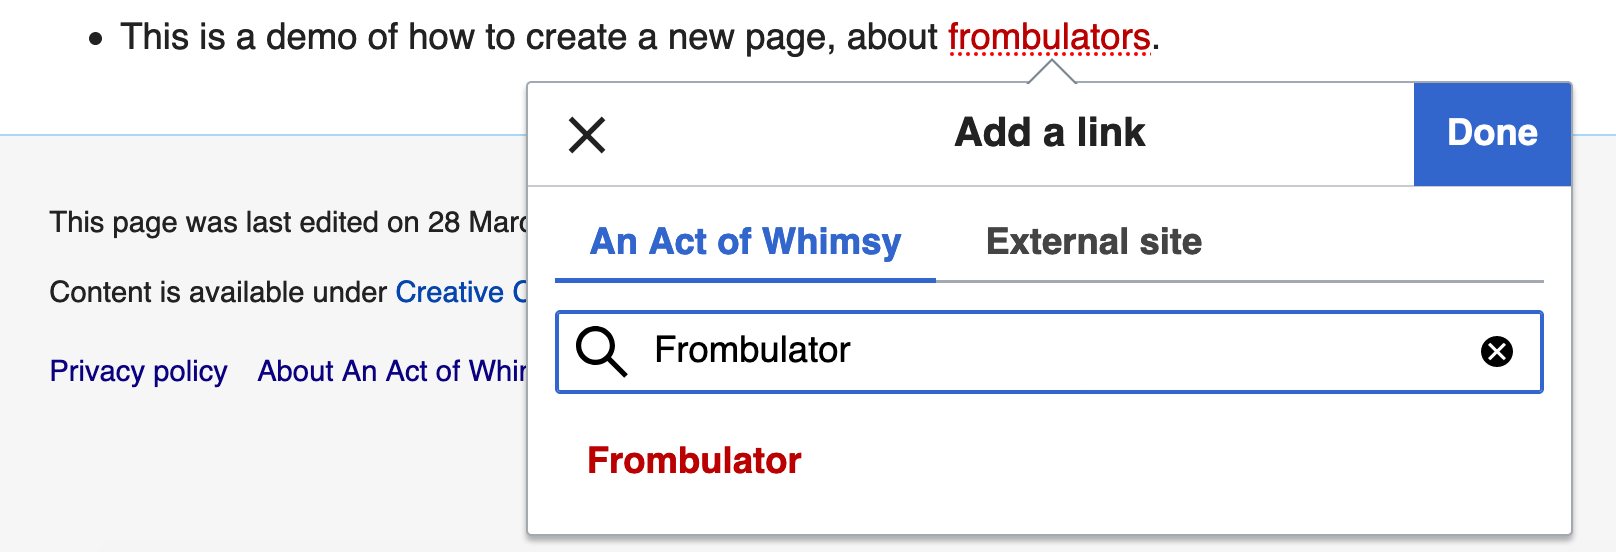 • This is a demo of how to create a new page, about frombulators.
Add a link
Done
An Act of Whimsy External site
Frombulator
Frombulator
This page was last edited on 28 Marc
Content is available under Creative C
Privacy policy About An Act of Whi